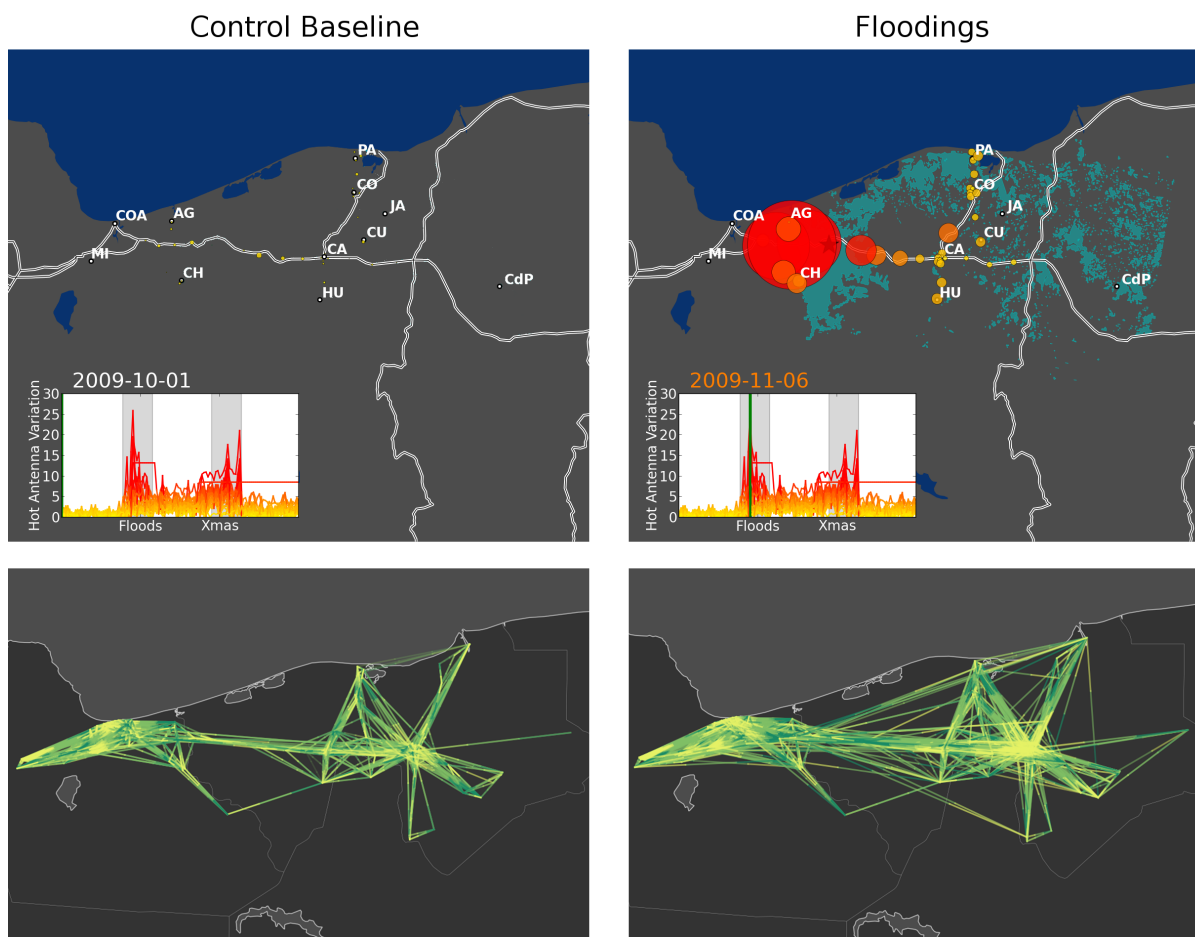 Control Baseline
Floodings
PA
CO
COA
AG
JA
CU
MI
CA
CH
HU
CdP
2009-10-01
Hot Antenna Variation
30
25
20
15
10
5
0
Floods
Xmas
PA
CO
COA
AG
JA
CU
MI
CA
CH
HU
CdP
2009-11-06
Hot Antenna Variation
30
25
20
15
10
5
0
Floods
Xmas